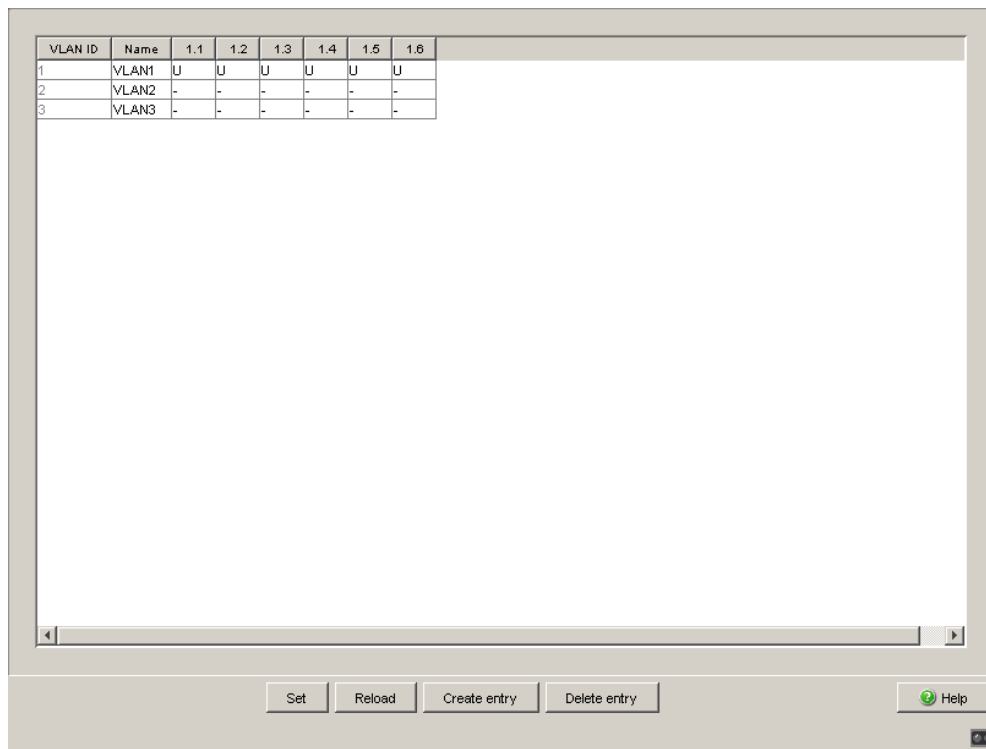 VLAN ID Name 1.1 1.2 1.3 1.4 1.5 1.6
1 VLAN1 U U U U U U
2 VLAN2 - - - - - -
3 VLAN3 - - - - - -
Set Reload Create entry Delete entry Help